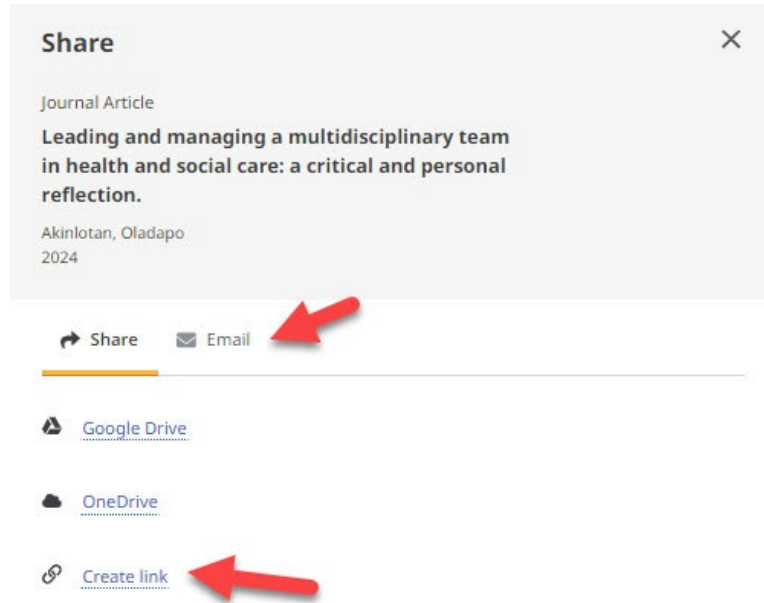 Share
Journal Article
Leading and managing a multidisciplinary team
in health and social care: a critical and personal
reflection.
Akinlotan, Oladapo
2024
Share Email
Google Drive
OneDrive
Create link